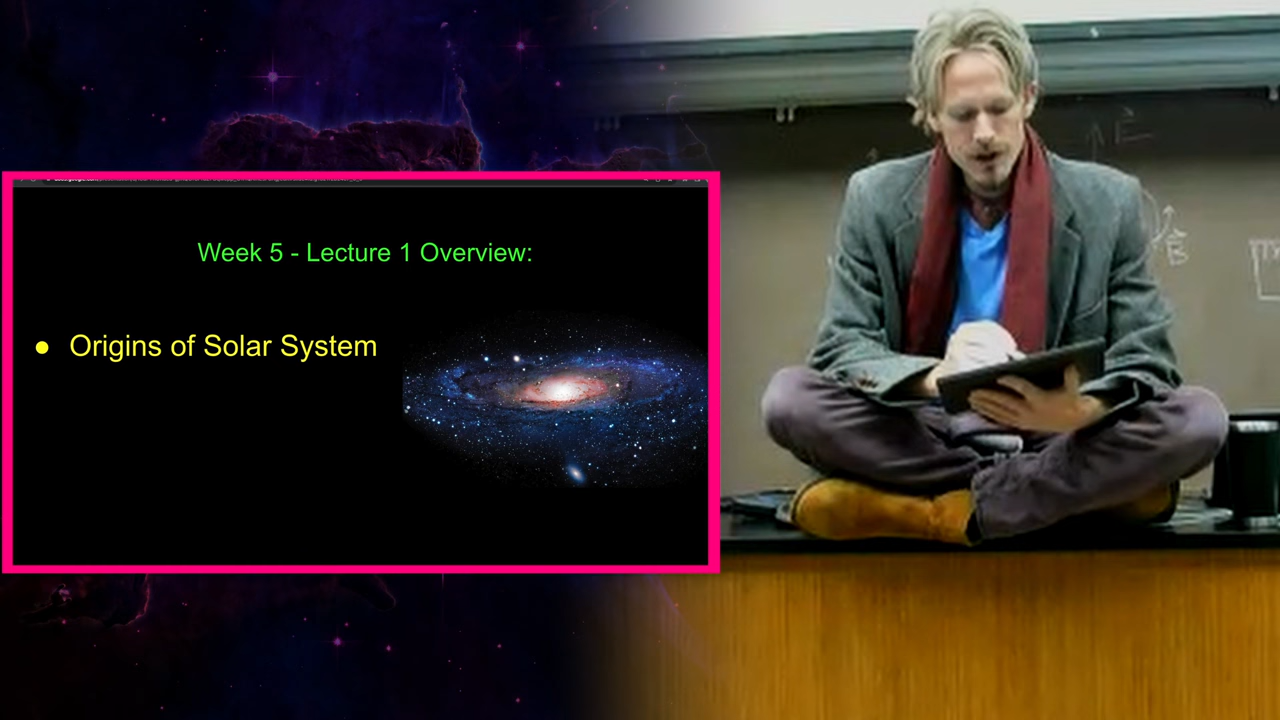 Week 5 - Lecture 1 Overview:
● Origins of Solar System
E
B